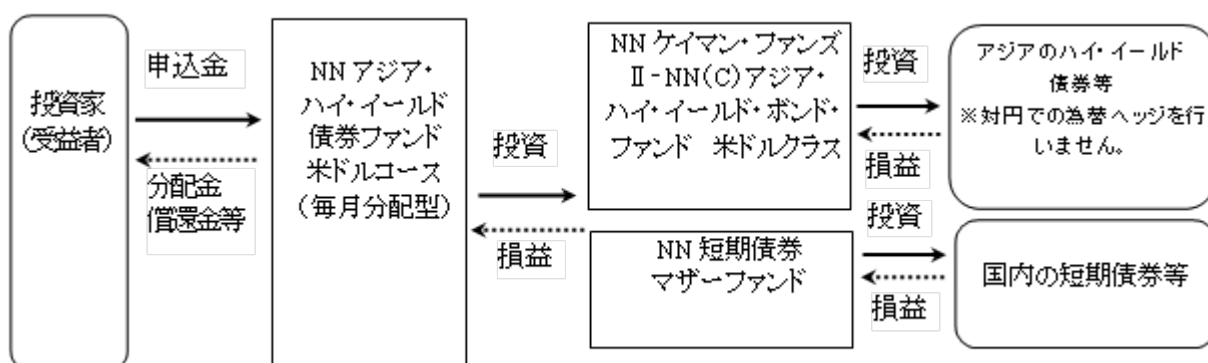 投資家
(受益者)
申込金
分配金
償還金等
NN アジア・
ハイ・イールド
債券ファンド
米ドルコース
(毎月分配型)
投資
損益
NN ケイマン・ファンズ
Ⅱ-NN(C)アジア・
ハイ・イールド・ボンド・
ファンド 米ドルクラス
投資
損益
アジアのハイ・イールド
債券等
※対円での為替ヘッジを行
いません。
NN 短期債券
マザーファンド
投資
損益
国内の短期債券等